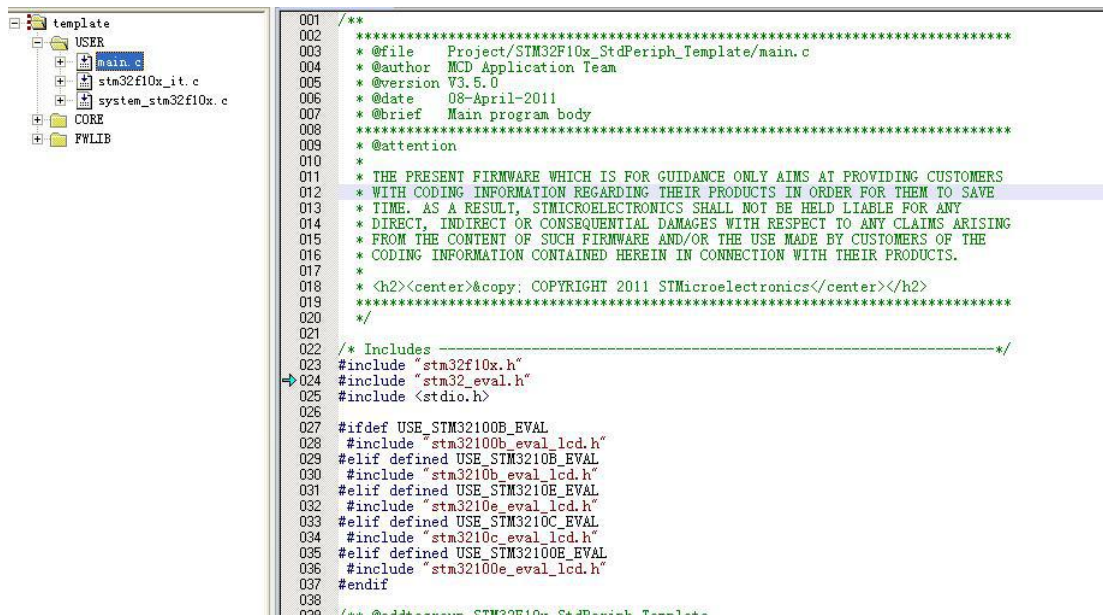 template
USER
main.c
stm32f10x_it.c
system_stm32f10x.c
CORE
FWLIB
001 /**
002 ******************************************************************************
003 * @file Project/STM32F10x_StdPeriph_Template/main.c
004 * @author MCD Application Team
005 * @version V3.5.0
006 * @date 08-April-2011
007 * @brief Main program body
008 ******************************************************************************
009 * @attention
010 *
011 * THE PRESENT FIRMWARE WHICH IS FOR GUIDANCE ONLY AIMS AT PROVIDING CUSTOMERS
012 * WITH CODING INFORMATION REGARDING THEIR PRODUCTS IN ORDER FOR THEM TO SAVE
013 * TIME. AS A RESULT, STMICROELECTRONICS SHALL NOT BE HELD LIABLE FOR ANY
014 * DIRECT, INDIRECT OR CONSEQUENTIAL DAMAGES WITH RESPECT TO ANY CLAIMS ARISING
015 * FROM THE CONTENT OF SUCH FIRMWARE AND/OR THE USE MADE BY CUSTOMERS OF THE
016 * CODING INFORMATION CONTAINED HEREIN IN CONNECTION WITH THEIR PRODUCTS.
017 *
018 * <h2><center>&copy; COPYRIGHT 2011 STMicroelectronics</center></h2>
019 ******************************************************************************
020 */
021
022 /* Includes ------------------------------------------------------------------*/
023 #include "stm32f10x.h"
024 #include "stm32_eval.h"
025 #include <stdio.h>
026
027 #ifdef USE_STM32100B_EVAL
028 #include "stm32100b_eval_lcd.h"
029 #elif defined USE_STM3210B_EVAL
030 #include "stm3210b_eval_lcd.h"
031 #elif defined USE_STM3210E_EVAL
032 #include "stm3210e_eval_lcd.h"
033 #elif defined USE_STM3210C_EVAL
034 #include "stm3210c_eval_lcd.h"
035 #elif defined USE_STM32100E_EVAL
036 #include "stm32100e_eval_lcd.h"
037 #endif
038
039 /** @addtogroup STM32F10x_StdPeriph_Template